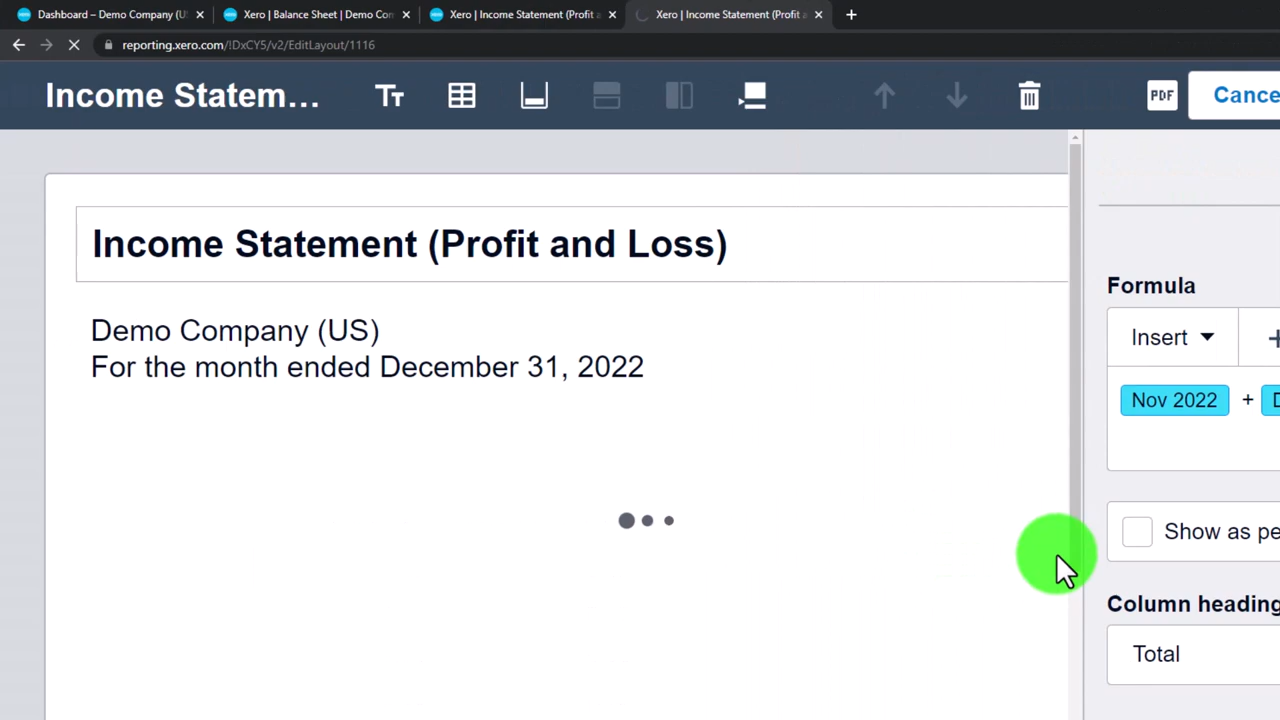 Dashboard – Demo Company (U
Xero | Balance Sheet | Demo Com
Xero | Income Statement (Profit a
Xero | Income Statement (Profit a
reporting.xero.com/!DxCY5/v2/EditLayout/1116
Income Statem...
PDF
Cance
Income Statement (Profit and Loss)
Demo Company (US)
For the month ended December 31, 2022
Formula
Insert
Nov 2022 + D
Show as pe
Column heading
Total